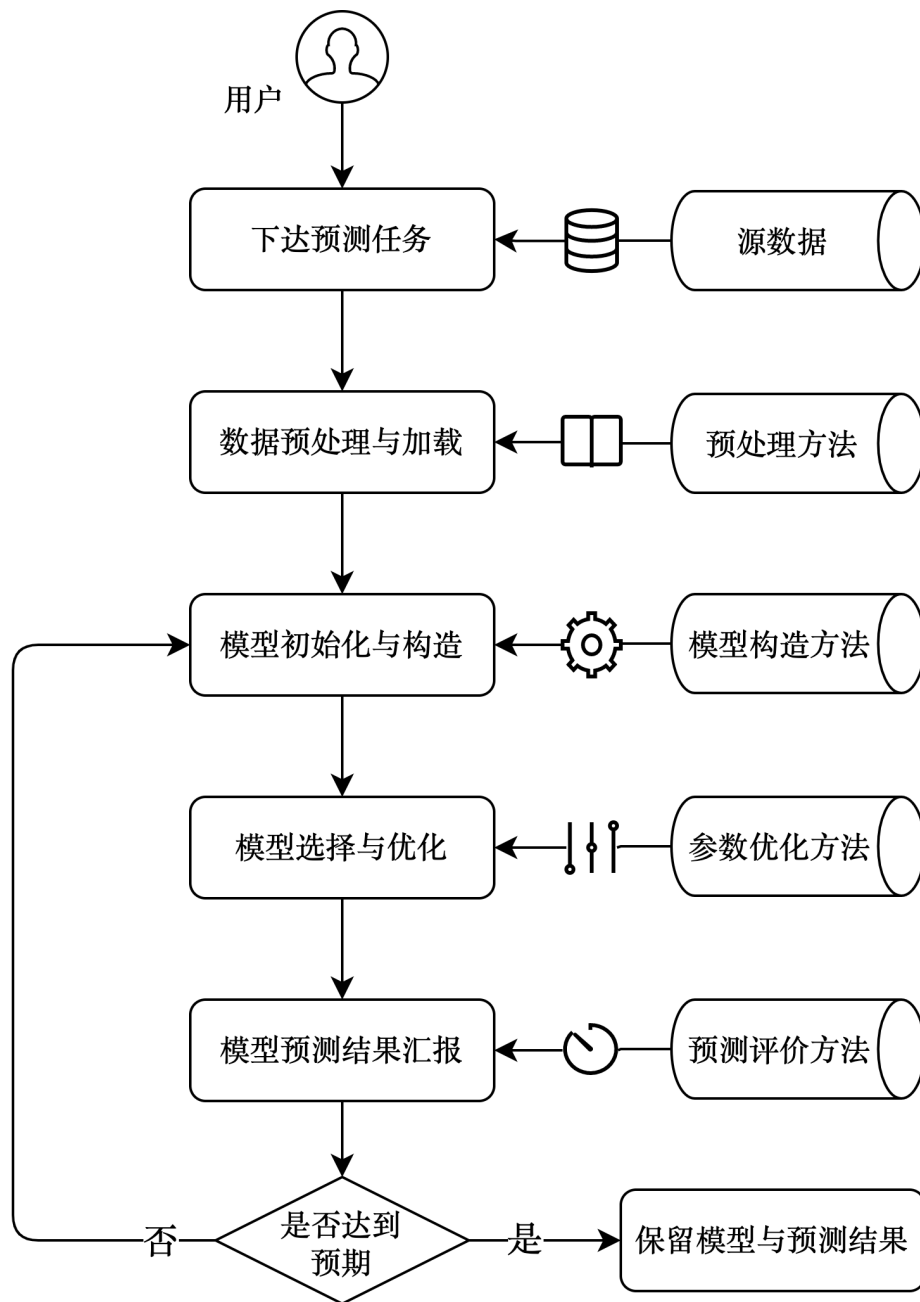 用户
下达预测任务
源数据
数据预处理与加载
预处理方法
模型初始化与构造
模型构造方法
模型选择与优化
参数优化方法
模型预测结果汇报
预测评价方法
否
是否达到
预期
是
保留模型与预测结果